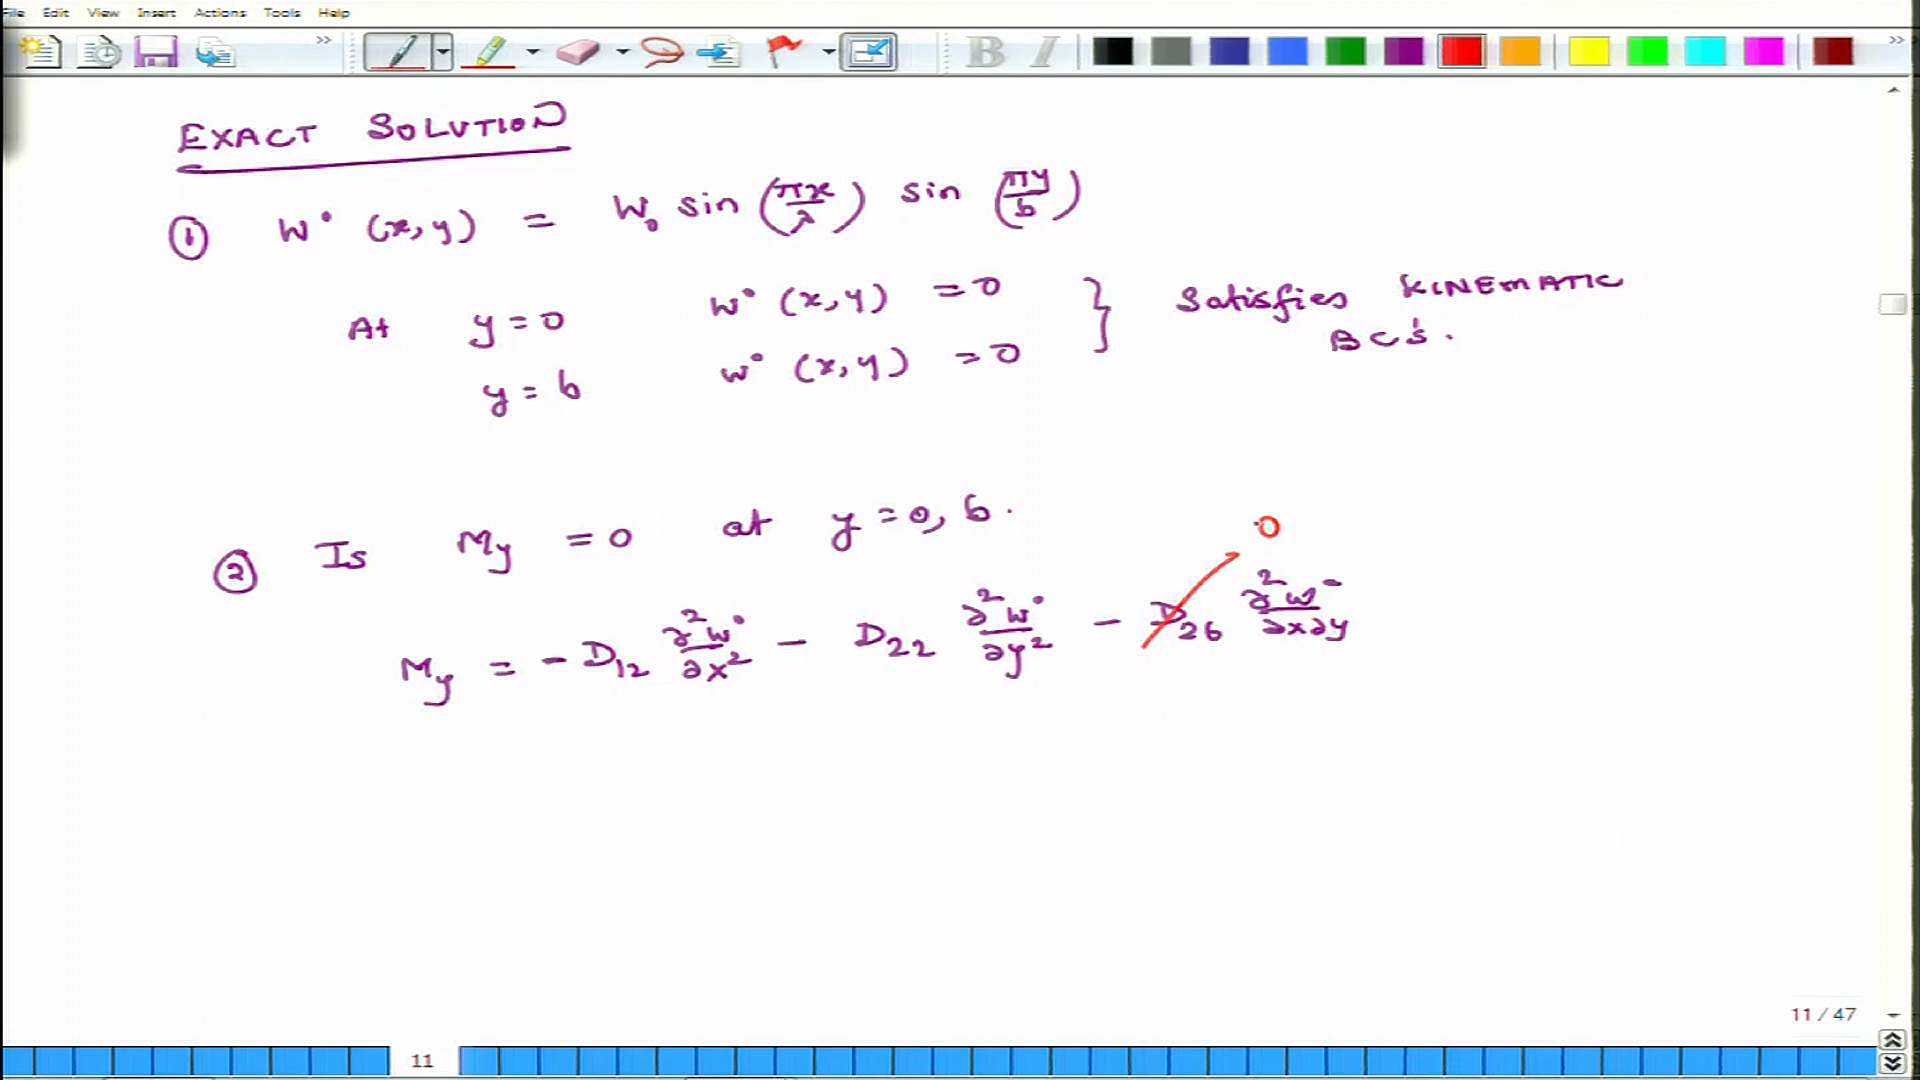 File Edit View Insert Actions Tools Help
B I
EXACT SOLUTION
① W° (x,y) = W₀ sin (πx/λ) sin (πy/b)
At y=0 W° (x,y) =0 } Satisfies KINEMATIC
y=b W° (x,y) =0 BC's.
② Is My =0 at y=0, b.
0
My = -D₁₂ ∂²w°/∂x² - D₂₂ ∂²w°/∂y² - D₂₆ ∂²w°/∂x∂y
11 / 47
11